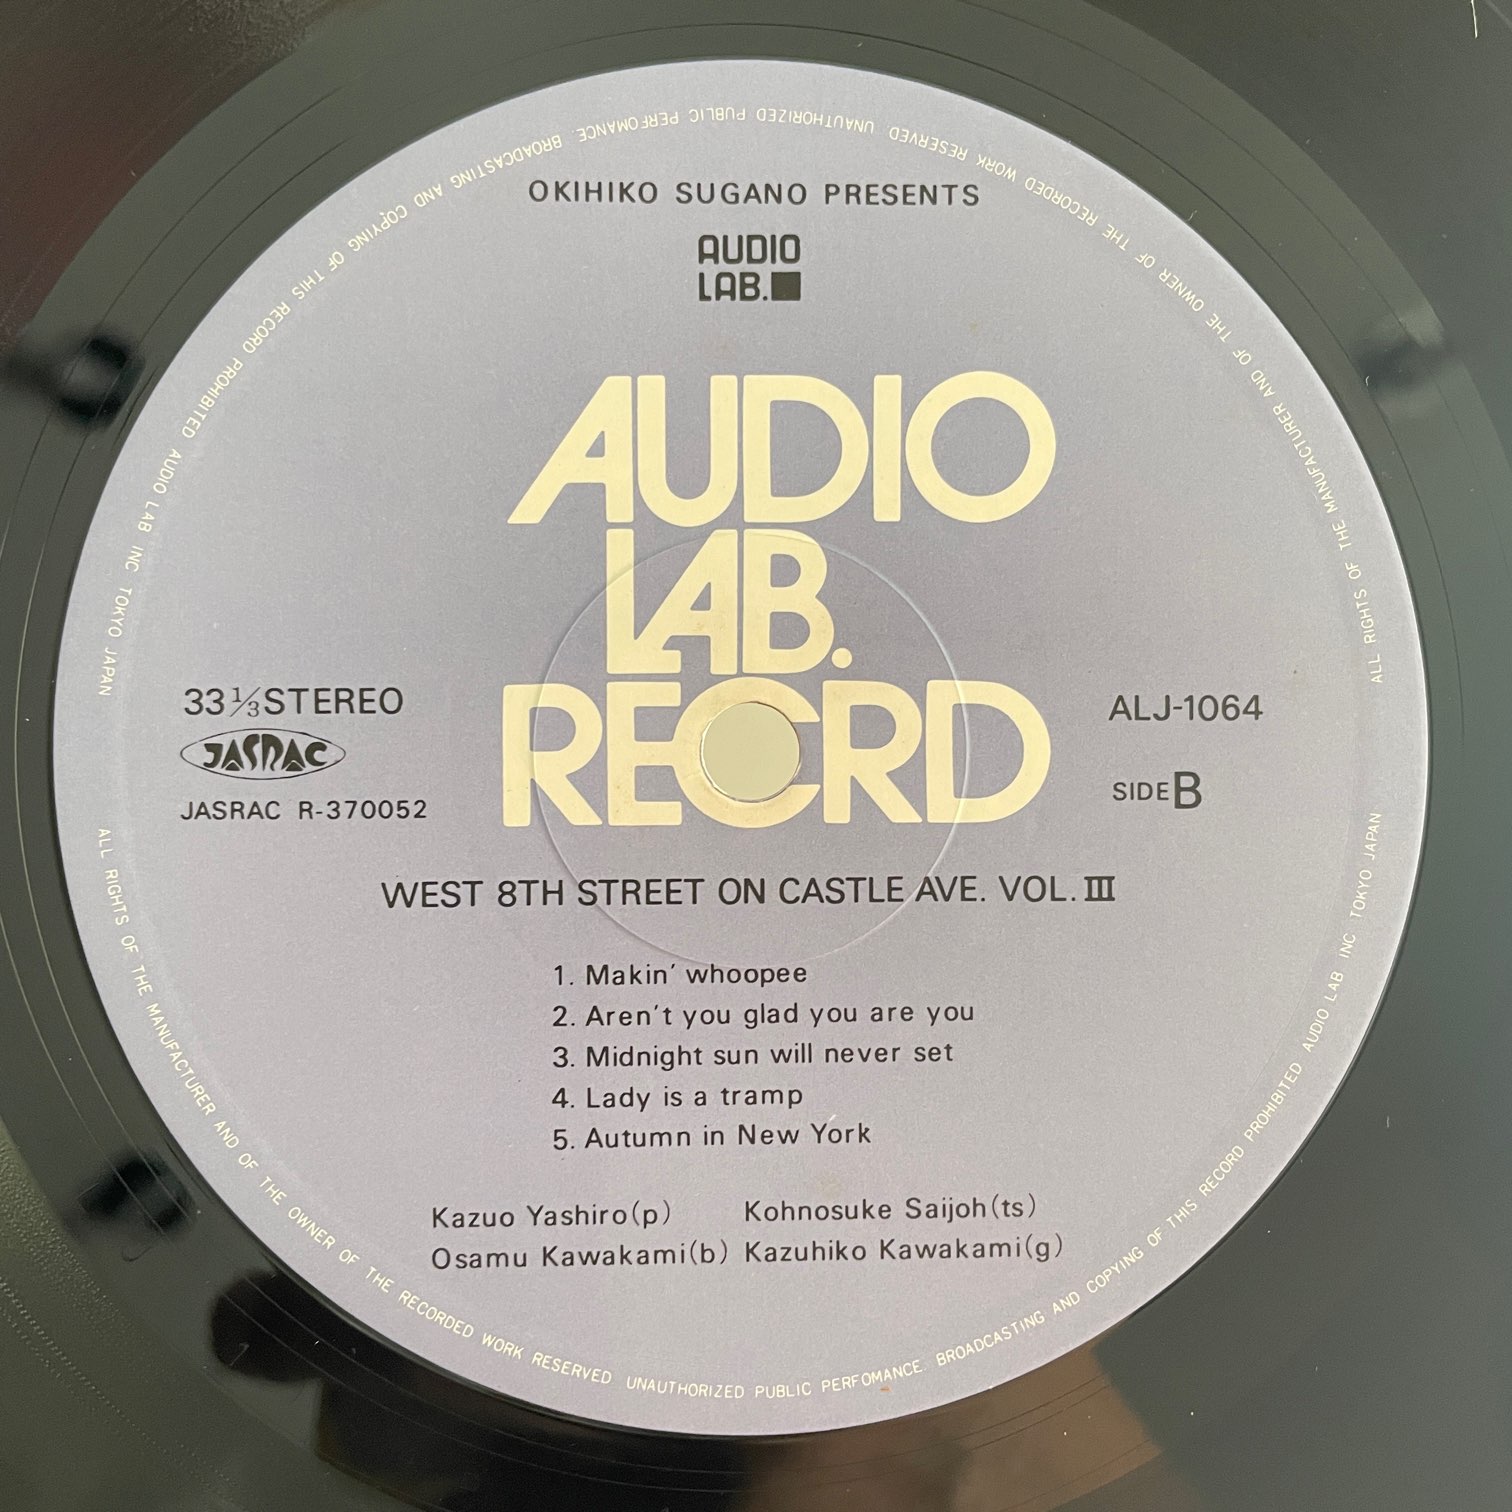 OKIHIKO SUGANO PRESENTS
AUDIO
LAB.
AUDIO
LAB.
RECORD
33 1/3 STEREO
JASRAC
JASRAC R-370052
ALJ-1064
SIDE B
WEST 8TH STREET ON CASTLE AVE. VOL. III
1. Makin' whoopee
2. Aren't you glad you are you
3. Midnight sun will never set
4. Lady is a tramp
5. Autumn in New York
Kazuo Yashiro(p) Kohnosuke Saijoh(ts)
Osamu Kawakami(b) Kazuhiko Kawakami(g)
ALL RIGHTS OF THE MANUFACTURER AND OF THE OWNER OF THE RECORDED WORK RESERVED UNAUTHORIZED PUBLIC PERFOMANCE. BROADCASTING AND COPYING OF THIS RECORD PROHIBITED AUDIO LAB INC TOKYO JAPAN
ALL RIGHTS OF THE MANUFACTURER AND OF THE OWNER OF THE RECORDED WORK RESERVED UNAUTHORIZED PUBLIC PERFOMANCE. BROADCASTING AND COPYING OF THIS RECORD PROHIBITED AUDIO LAB INC TOKYO JAPAN